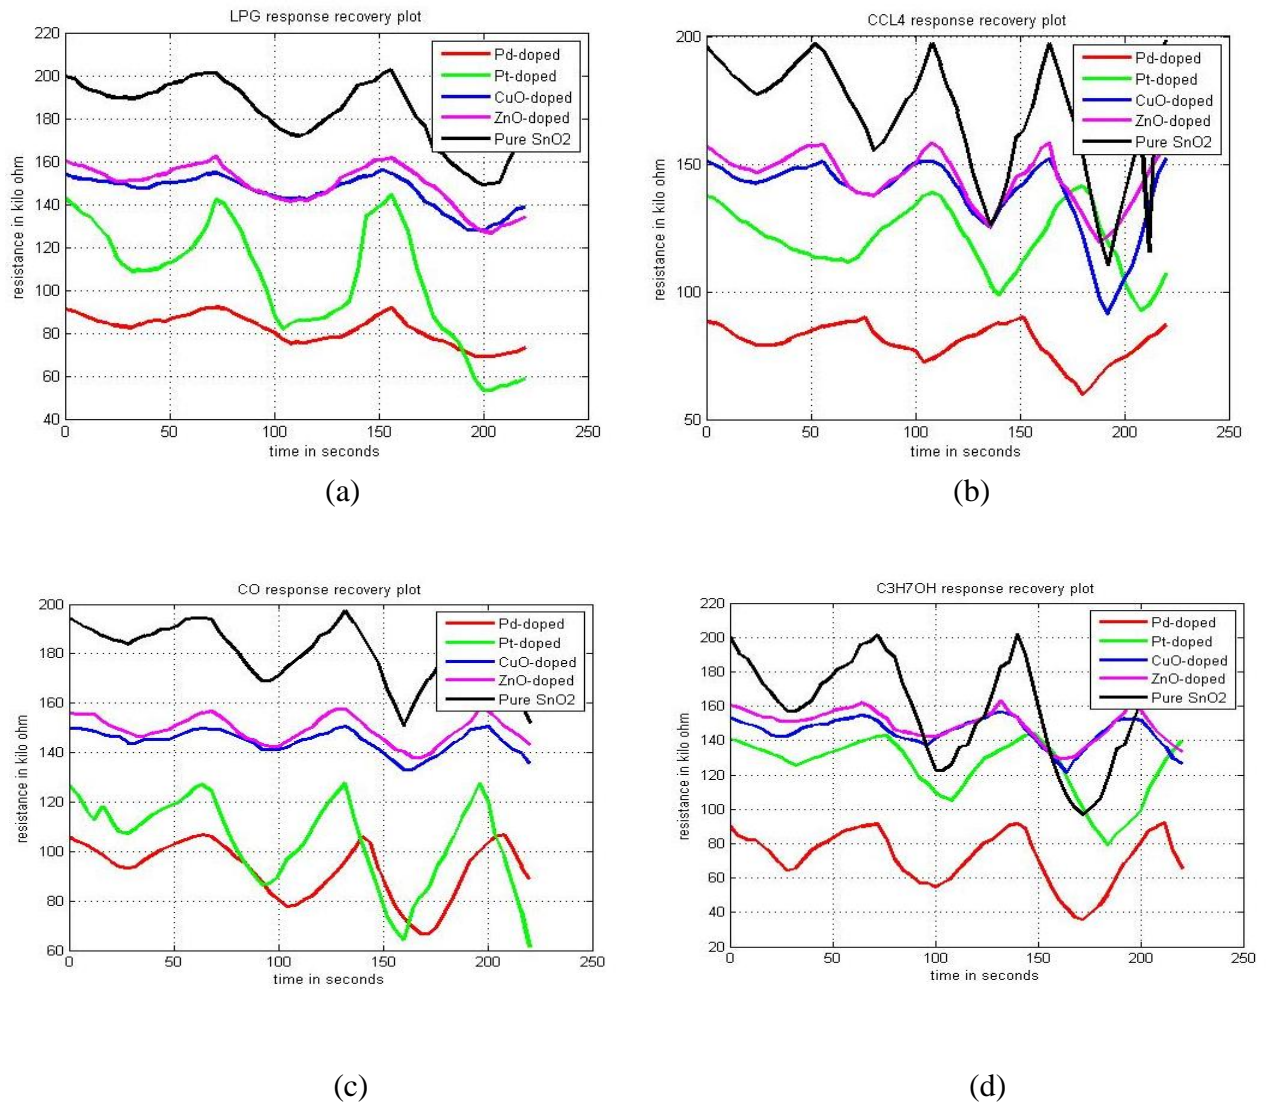 LPG response recovery plot
220
200
180
160
140
120
100
80
60
40
0
50
100
150
200
250
resistance in kilo ohm
time in seconds
Pd-doped
Pt-doped
CuO-doped
ZnO-doped
Pure SnO2
(a)
CCL4 response recovery plot
200
150
100
50
0
50
100
150
200
250
resistance in kilo ohm
time in seconds
Pd-doped
Pt-doped
CuO-doped
ZnO-doped
Pure SnO2
(b)
CO response recovery plot
200
180
160
140
120
100
80
60
0
50
100
150
200
250
resistance in kilo ohm
time in seconds
Pd-doped
Pt-doped
CuO-doped
ZnO-doped
Pure SnO2
(c)
C3H7OH response recovery plot
220
200
180
160
140
120
100
80
60
40
20
0
50
100
150
200
250
resistance in kilo ohm
time in seconds
Pd-doped
Pt-doped
CuO-doped
ZnO-doped
Pure SnO2
(d)